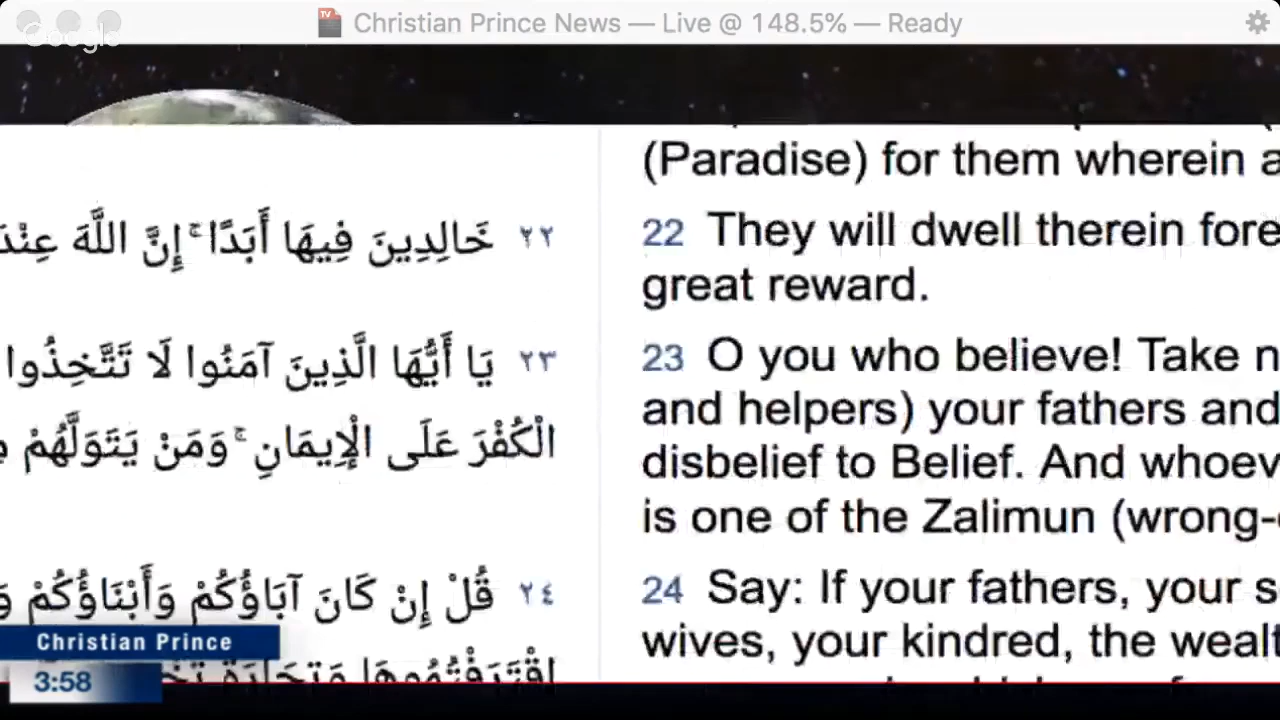 Christian Prince News — Live @ 148.5% — Ready
Google
TV
(Paradise) for them wherein a
٢٢ خَالِدِينَ فِيهَا أَبَدًا ۚ إِنَّ اللَّهَ عِنْدَ
22 They will dwell therein fore
great reward.
٢٣ يَا أَيُّهَا الَّذِينَ آمَنُوا لَا تَتَّخِذُوا
الْكُفْرَ عَلَى الْإِيمَانِ ۚ وَمَنْ يَتَوَلَّهُمْ مِ
23 O you who believe! Take n
and helpers) your fathers and
disbelief to Belief. And whoev
is one of the Zalimun (wrong-
٢٤ قُلْ إِنْ كَانَ آبَاؤُكُمْ وَأَبْنَاؤُكُمْ وَ
24 Say: If your fathers, your s
wives, your kindred, the wealt
Christian Prince
3:58